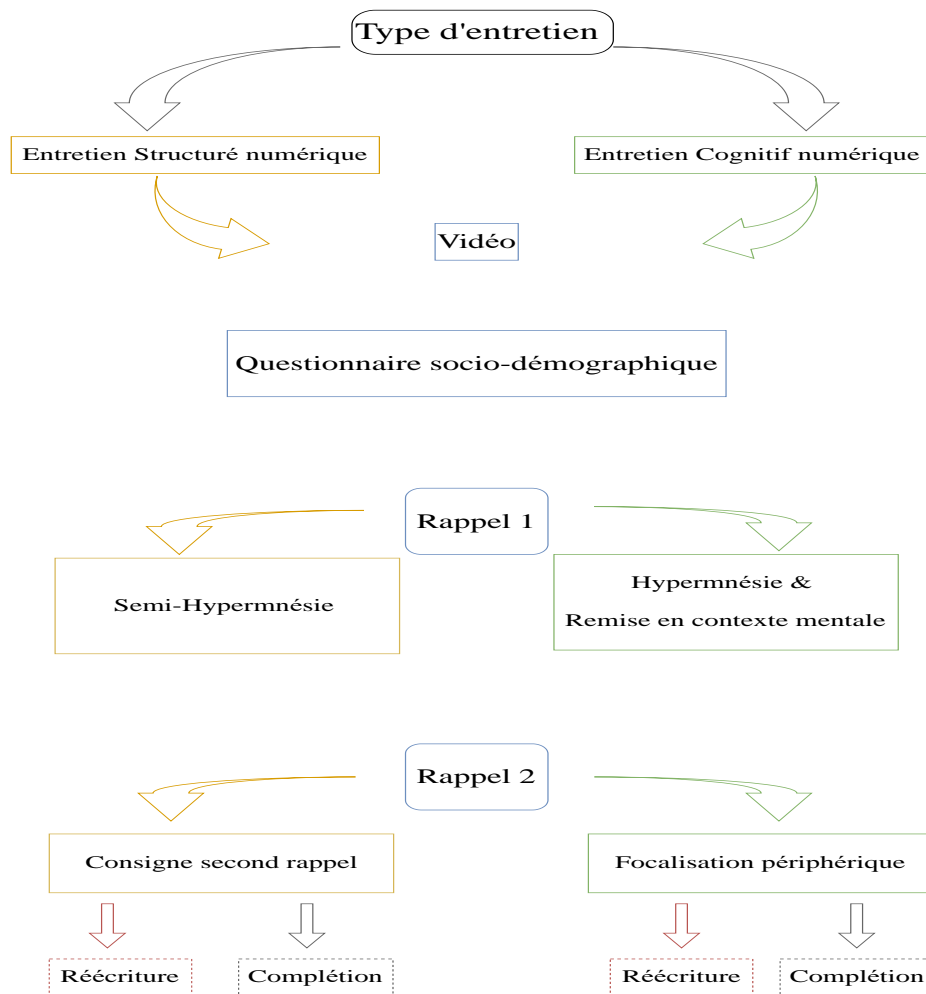 Type d'entretien
Entretien Structuré numérique
Entretien Cognitif numérique
Vidéo
Questionnaire socio-démographique
Rappel 1
Semi-Hypermnésie
Hypermnésie &
Remise en contexte mentale
Rappel 2
Consigne second rappel
Focalisation périphérique
Réécriture
Complétion
Réécriture
Complétion